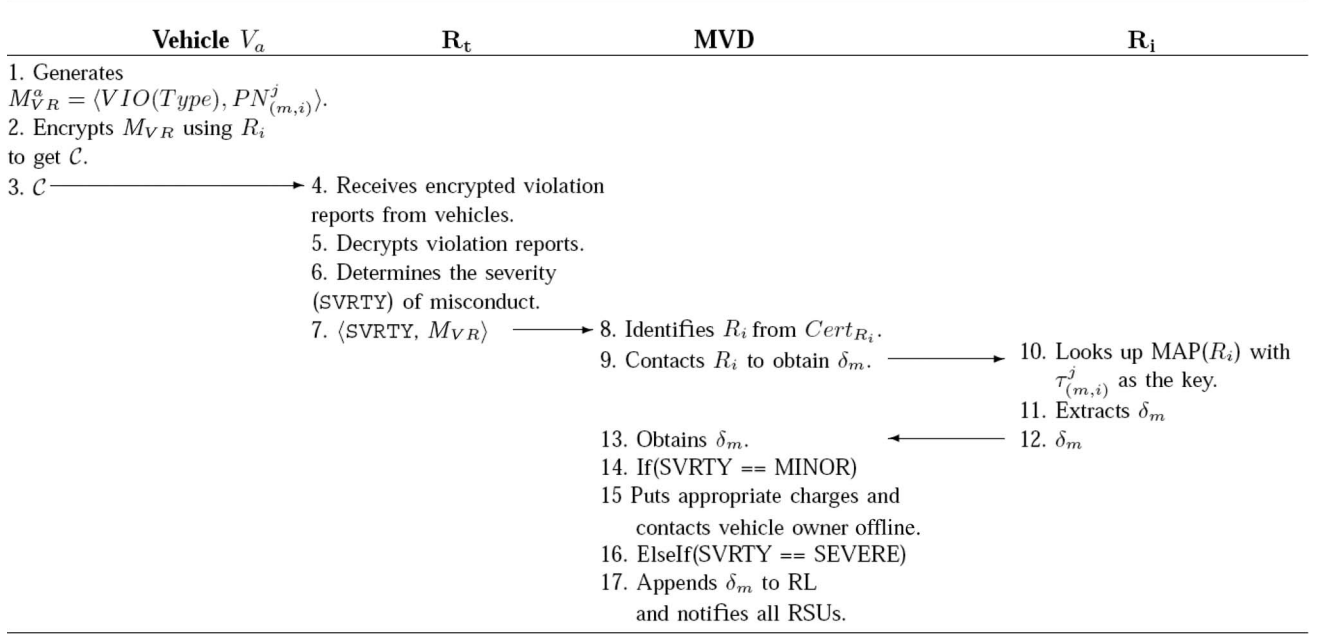 Vehicle V_a R_t MVD R_i
1. Generates
M^a_{VR} = ⟨VIO(Type), PN^j_{(m,i)}⟩.
2. Encrypts M_{VR} using R_i
to get 𝒞.
3. 𝒞
4. Receives encrypted violation
reports from vehicles.
5. Decrypts violation reports.
6. Determines the severity
(SVRTY) of misconduct.
7. ⟨SVRTY, M_{VR}⟩
8. Identifies R_i from Cert_{R_i}.
9. Contacts R_i to obtain δ_m.
10. Looks up MAP(R_i) with
τ^j_{(m,i)} as the key.
11. Extracts δ_m
12. δ_m
13. Obtains δ_m.
14. If(SVRTY == MINOR)
15 Puts appropriate charges and
contacts vehicle owner offline.
16. ElseIf(SVRTY == SEVERE)
17. Appends δ_m to RL
and notifies all RSUs.